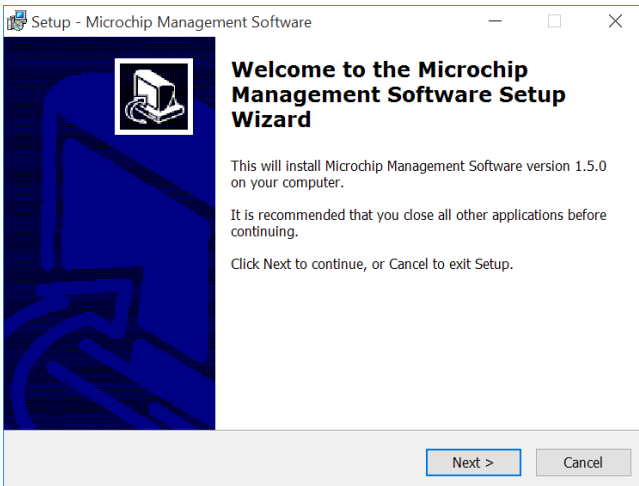 Setup - Microchip Management Software
Welcome to the Microchip
Management Software Setup
Wizard
This will install Microchip Management Software version 1.5.0
on your computer.
It is recommended that you close all other applications before
continuing.
Click Next to continue, or Cancel to exit Setup.
Next >
Cancel